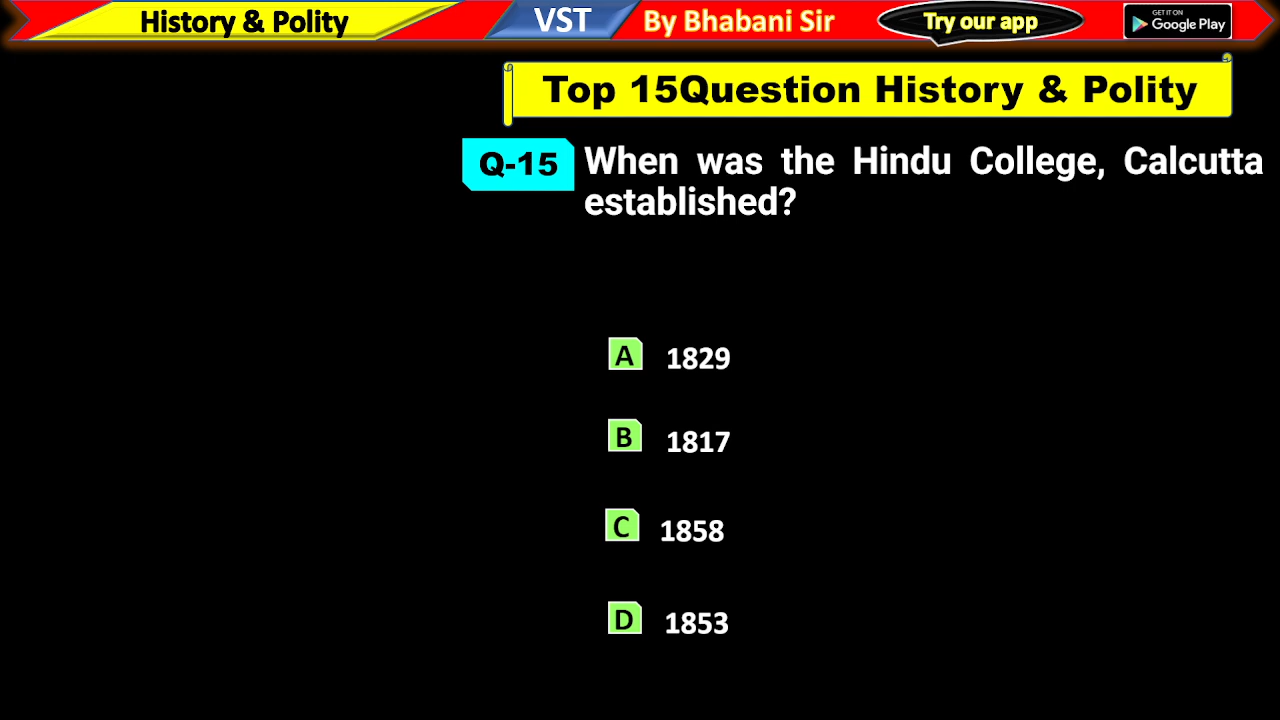 History & Polity
VST
By Bhabani Sir
Try our app
GET IT ON
Google Play
Top 15Question History & Polity
Q-15
When was the Hindu College, Calcutta
established?
A 1829
B 1817
C 1858
D 1853